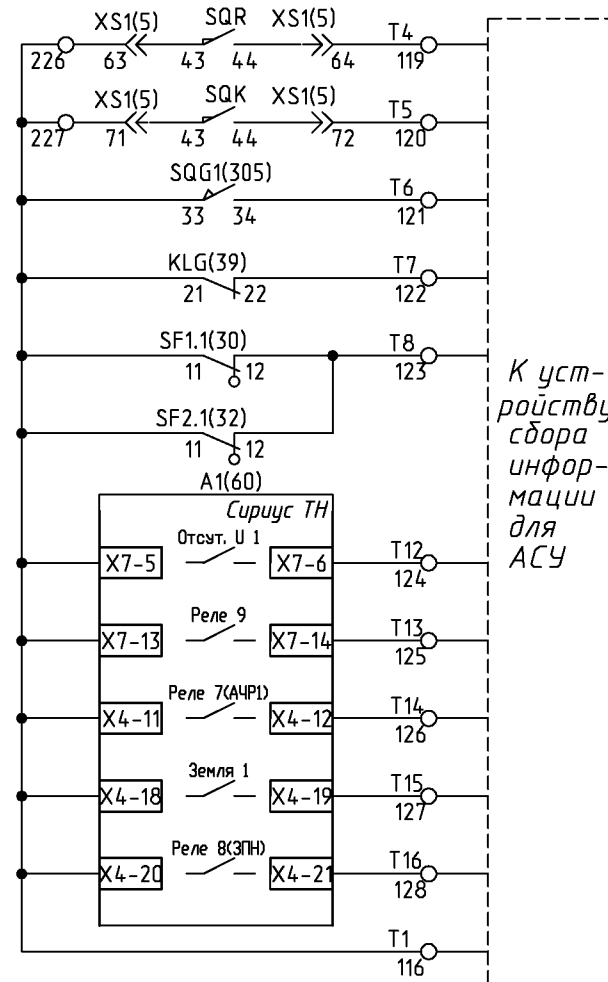 XS1(5) SQR XS1(5) T4
226 63 43 44 64 119
XS1(5) SQK XS1(5) T5
227 71 43 44 72 120
SQG1(305) T6
33 34 121
KLG(39) T7
21 22 122
SF1.1(30) T8
11 12 123
SF2.1(32)
11 12
К уст-
ройству
сбора
инфор-
мации
для
АСУ
A1(60)
Сириус ТН
Отсут. U 1
X7-5 X7-6 T12
124
Реле 9
X7-13 X7-14 T13
125
Реле 7(АЧР1)
X4-11 X4-12 T14
126
Земля 1
X4-18 X4-19 T15
127
Реле 8(ЗПН)
X4-20 X4-21 T16
128
T1
116